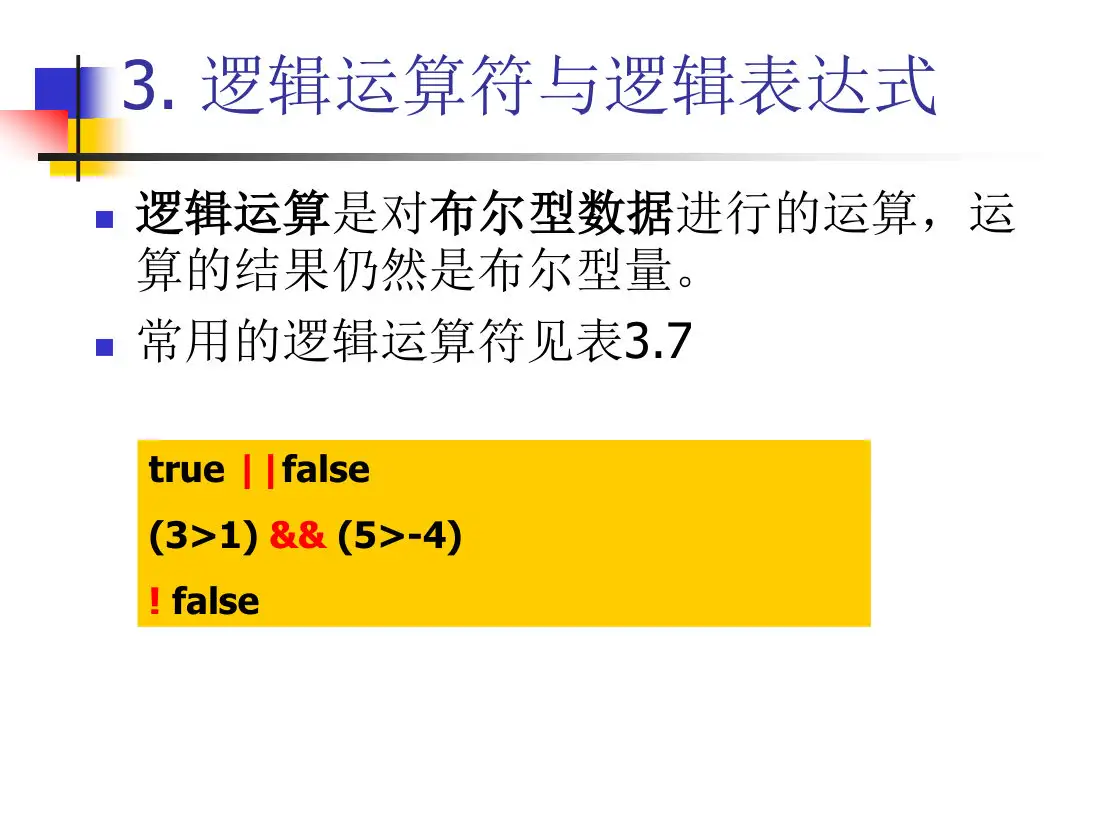 3. 逻辑运算符与逻辑表达式
逻辑运算是对布尔型数据进行的运算，运
算的结果仍然是布尔型量。
常用的逻辑运算符见表3.7
true ||false
(3>1) && (5>-4)
! false